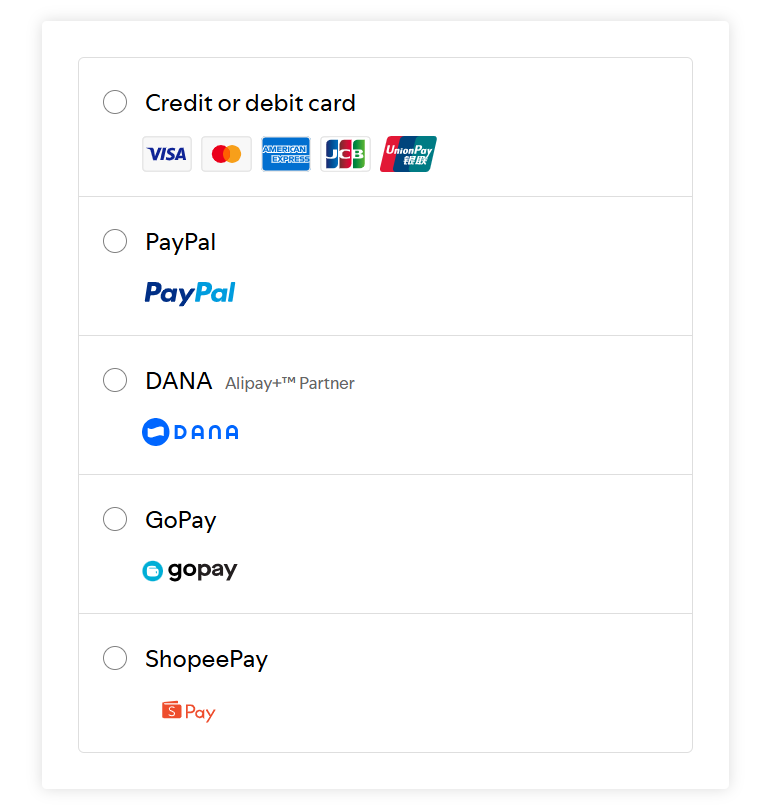 Credit or debit card
VISA AMERICAN EXPRESS JCB UnionPay 银联
PayPal
PayPal
DANA Alipay+™ Partner
DANA
GoPay
gopay
ShopeePay
S Pay